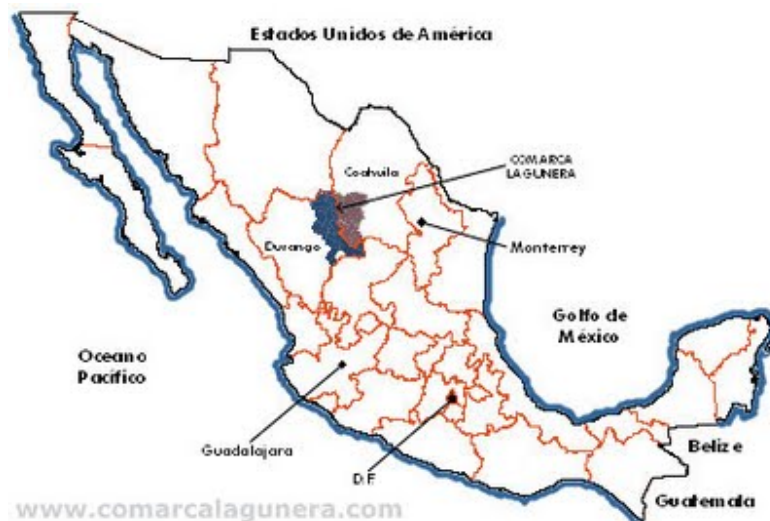 Estados Unidos de América
Coahuila
COMARCA
LAGUNERA
Durango
Monterrey
Golfo de
México
Oceano
Pacífico
Guadalajara
D.F
Belize
Guatemala
www.comarcalagunera.com